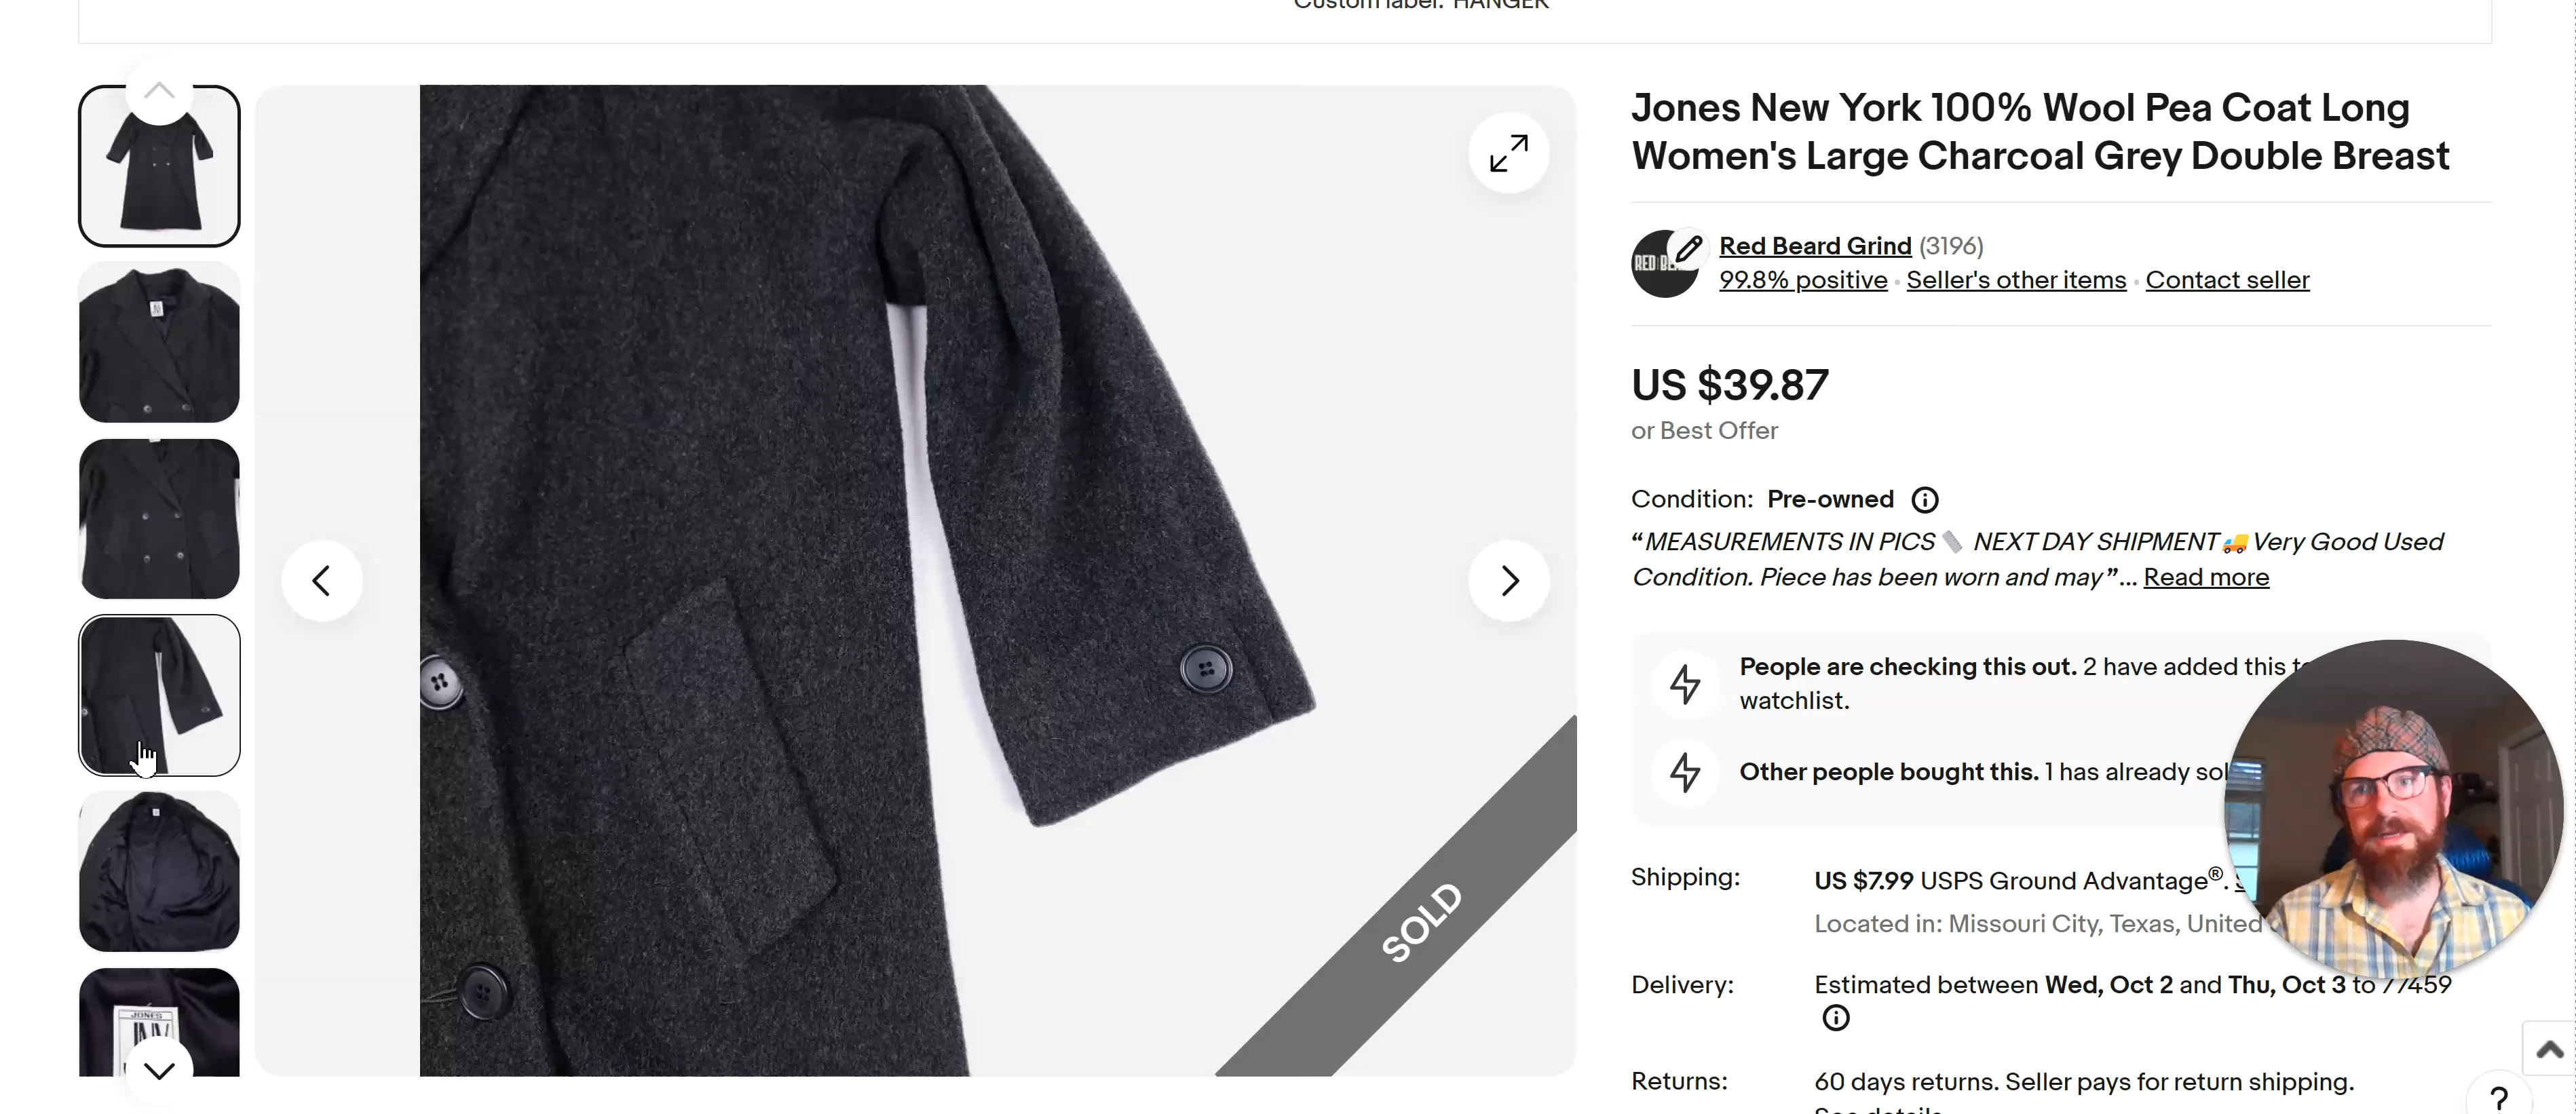 Custom label: HANGER
Jones New York 100% Wool Pea Coat Long
Women's Large Charcoal Grey Double Breast
Red Beard Grind (3196)
99.8% positive • Seller's other items • Contact seller
US $39.87
or Best Offer
Condition: Pre-owned
“MEASUREMENTS IN PICS 📏 NEXT DAY SHIPMENT🚚 Very Good Used
Condition. Piece has been worn and may”... Read more
People are checking this out. 2 have added this
watchlist.
Other people bought this. 1 has already
Shipping: US $7.99 USPS Ground Advantage®.
Located in: Missouri City, Texas, United
Delivery: Estimated between Wed, Oct 2 and Thu, Oct 3 to 77459
Returns: 60 days returns. Seller pays for return shipping.
See details
SOLD
JONES
?